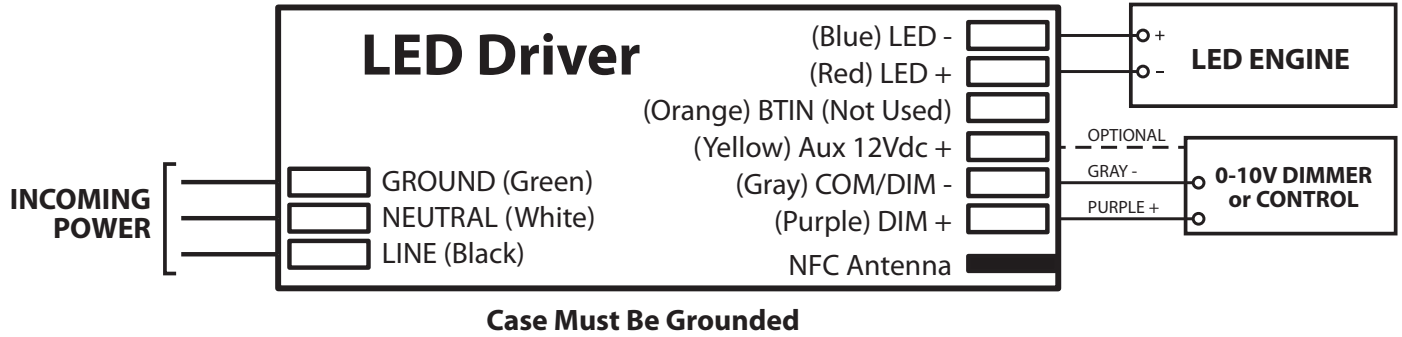 LED Driver
(Blue) LED -
(Red) LED +
(Orange) BTIN (Not Used)
(Yellow) Aux 12Vdc +
(Gray) COM/DIM -
(Purple) DIM +
NFC Antenna
INCOMING
POWER
GROUND (Green)
NEUTRAL (White)
LINE (Black)
+
-
LED ENGINE
OPTIONAL
GRAY -
PURPLE +
0-10V DIMMER
or CONTROL
Case Must Be Grounded